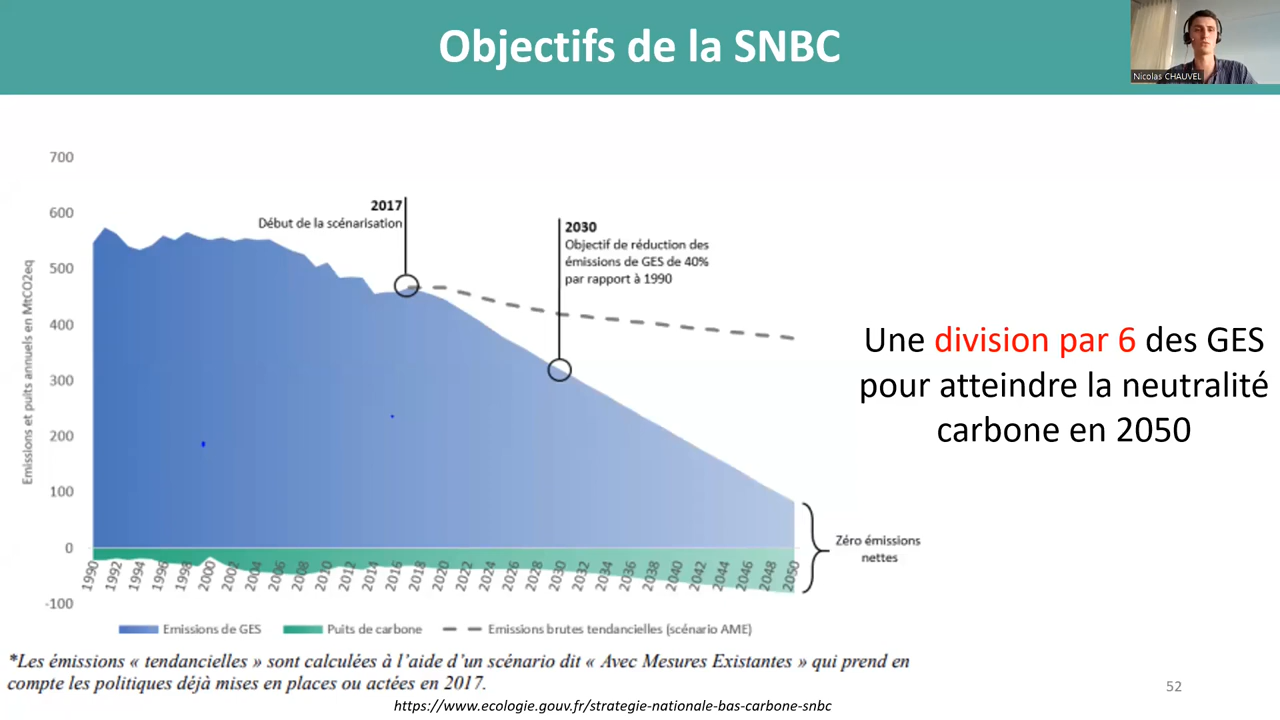 Objectifs de la SNBC
Nicolas CHAUVEL
700
600
500
400
300
200
100
0
-100
Emissions et puits annuels en MtCO2eq
2017
Début de la scénarisation
2030
Objectif de réduction des
émissions de GES de 40%
par rapport à 1990
Zéro émissions
nettes
1990 1992 1994 1996 1998 2000 2002 2004 2006 2008 2010 2012 2014 2016 2018 2020 2022 2024 2026 2028 2030 2032 2034 2036 2038 2040 2042 2044 2046 2048 2050
Emissions de GES Puits de carbone Emissions brutes tendancielles (scénario AME)
Une division par 6 des GES
pour atteindre la neutralité
carbone en 2050
*Les émissions « tendancielles » sont calculées à l’aide d’un scénario dit « Avec Mesures Existantes » qui prend en
compte les politiques déjà mises en places ou actées en 2017.
52
https://www.ecologie.gouv.fr/strategie-nationale-bas-carbone-snbc